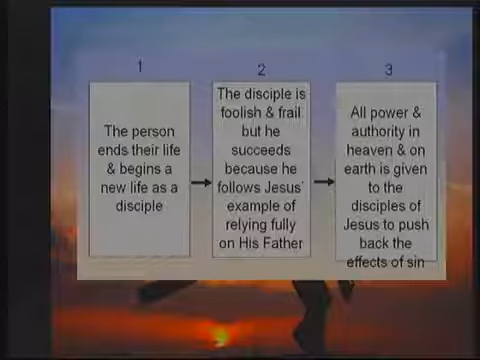 1
The person
ends their life
& begins a
new life as a
disciple
2
The disciple is
foolish & frail
but he
succeeds
because he
follows Jesus'
example of
relying fully
on His Father
3
All power &
authority in
heaven & on
earth is given
to the
disciples of
Jesus to push
back the
effects of sin